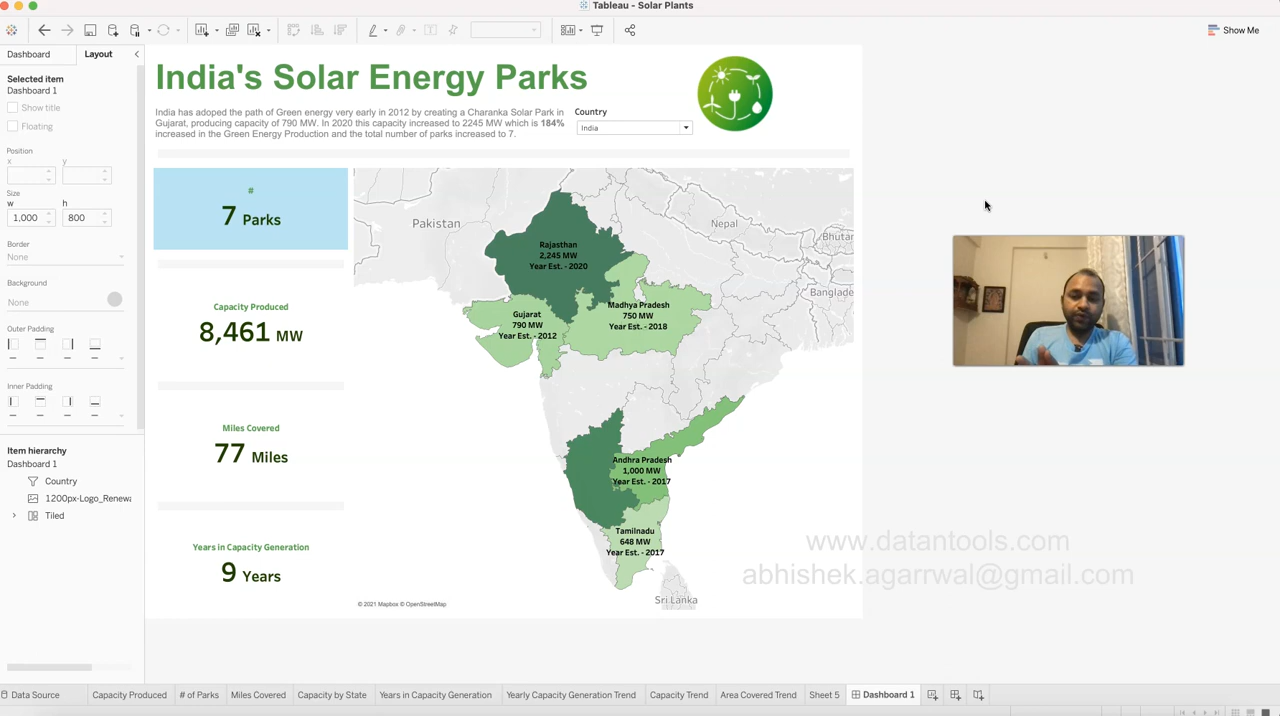 Tableau - Solar Plants
Show Me
Dashboard
Layout
Selected item
Dashboard 1
Show title
Floating
Position
x
y
Size
w
h
1,000
800
Border
None
Background
None
Outer Padding
Inner Padding
Item hierarchy
Dashboard 1
Country
1200px-Logo_Renewa
Tiled
India's Solar Energy Parks
India has adopted the path of Green energy very early in 2012 by creating a Charanka Solar Park in
Gujarat, producing capacity of 790 MW. In 2020 this capacity increased to 2245 MW which is 184%
increased in the Green Energy Production and the total number of parks increased to 7.
Country
India
#
7 Parks
Capacity Produced
8,461 MW
Miles Covered
77 Miles
Years in Capacity Generation
9 Years
Pakistan
Nepal
Bhutan
Banglade
Rajasthan
2,245 MW
Year Est. - 2020
Gujarat
790 MW
Year Est. - 2012
Madhya Pradesh
750 MW
Year Est. - 2018
Andhra Pradesh
1,000 MW
Year Est. - 2017
Tamilnadu
648 MW
Year Est. - 2017
Sri Lanka
© 2021 Mapbox © OpenStreetMap
www.datantools.com
abhishek.agarrwal@gmail.com
Data Source
Capacity Produced
# of Parks
Miles Covered
Capacity by State
Years in Capacity Generation
Yearly Capacity Generation Trend
Capacity Trend
Area Covered Trend
Sheet 5
Dashboard 1